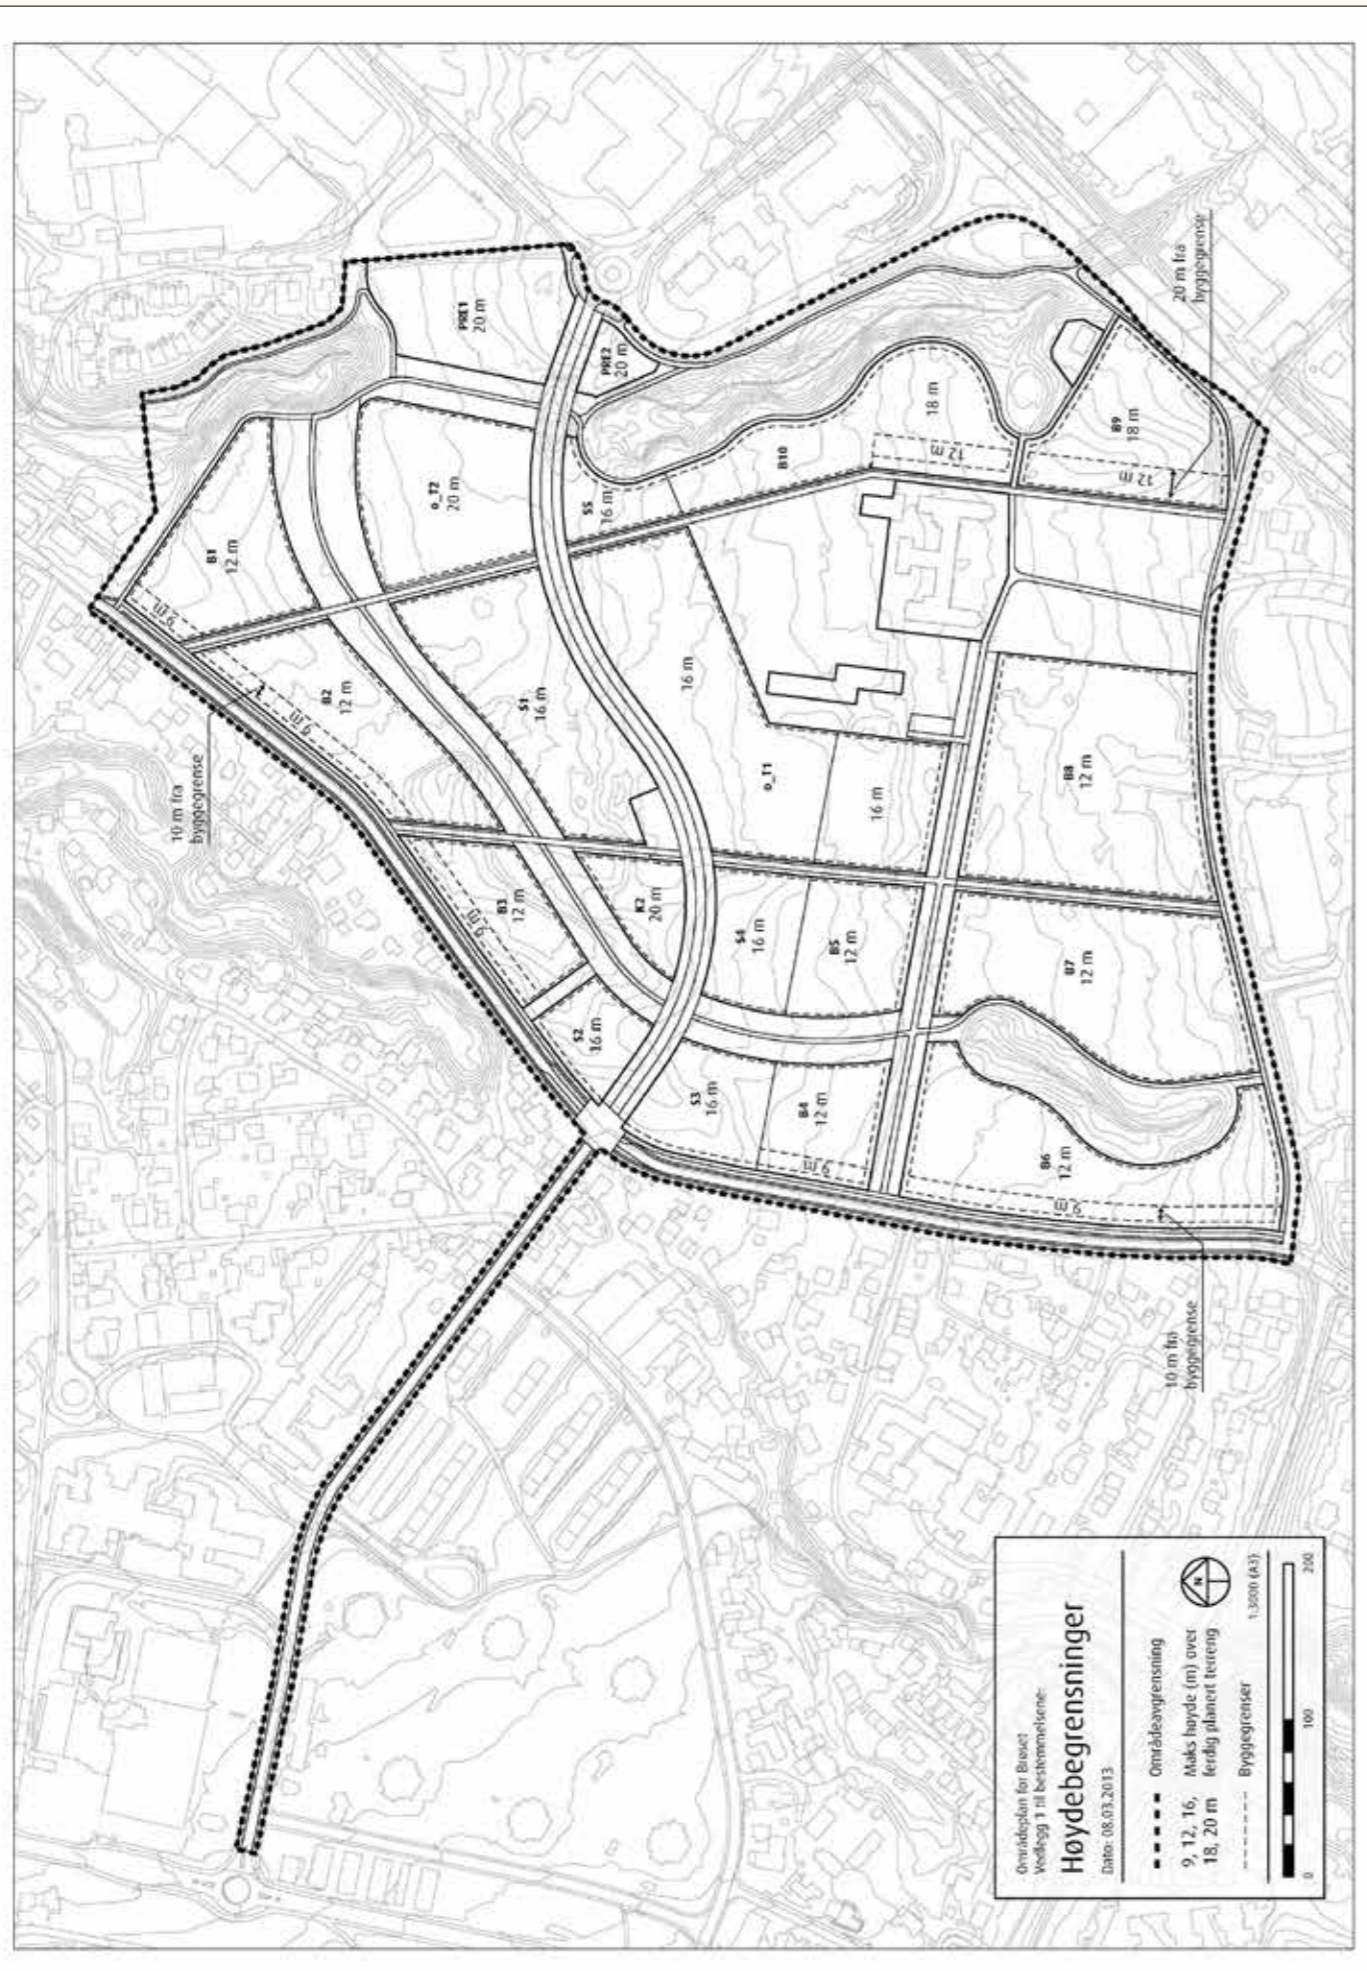 Områdeplan for Brøset
Vedlegg 1 til bestemmelsene:
Høydebegrensninger
Dato: 08.03.2013
Områdeavgrensning
9, 12, 16,
18, 20 m
Maks høyde (m) over
ferdig planert terreng
Byggegrenser
N
1:3000 (A3)
0
100
200
10 m fra
byggegrense
10 m fra
byggegrense
20 m fra
byggegrense
B1
12 m
9 m
B2
12 m
9 m
B3
12 m
9 m
S2
16 m
S1
16 m
K2
20 m
o_T2
20 m
PRE1
20 m
PRE2
20 m
S5
16 m
16 m
o_T1
16 m
S4
16 m
B5
12 m
S3
16 m
B4
12 m
9 m
B6
12 m
9 m
B7
12 m
B8
12 m
B10
18 m
12 m
B9
18 m
12 m